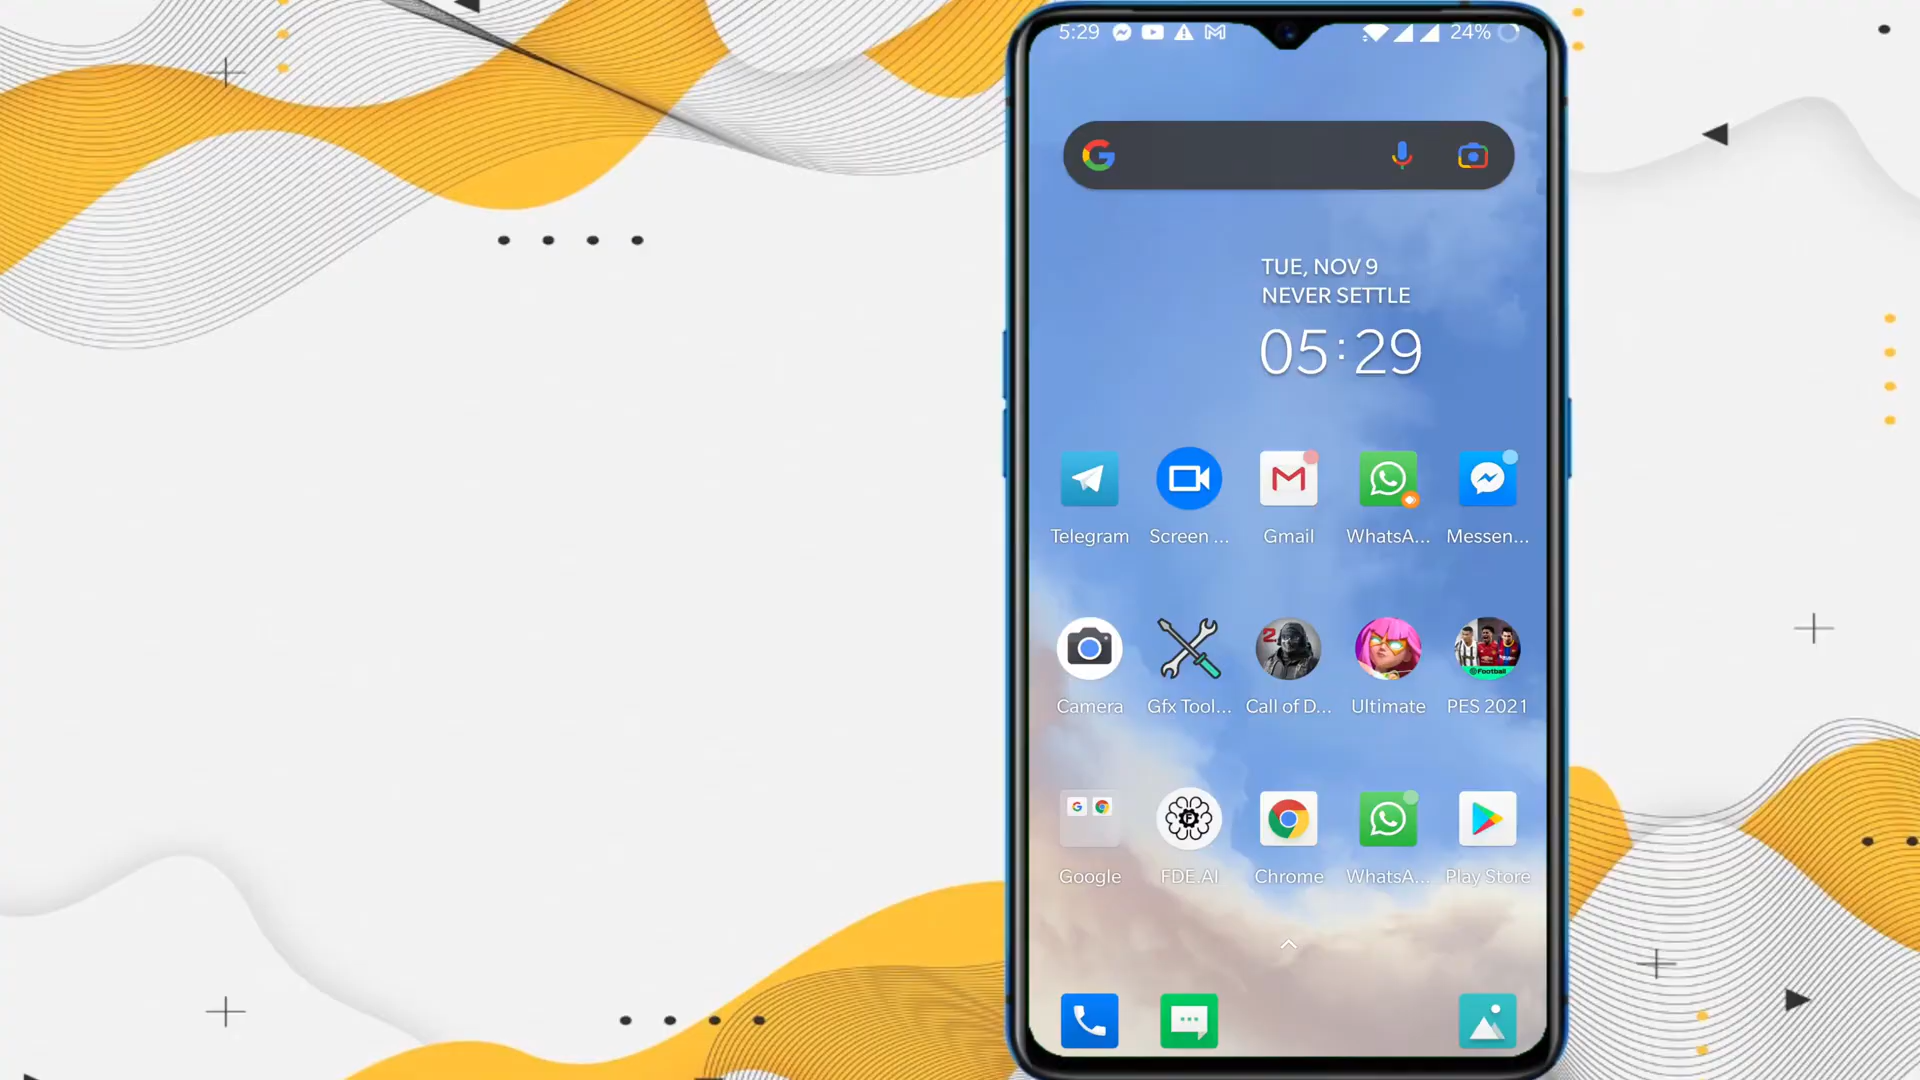 5:29
24%
TUE, NOV 9
NEVER SETTLE
05:29
Telegram
Screen ...
Gmail
WhatsA...
Messen...
2.
Camera
Gfx Tool...
Call of D...
Ultimate
PES 2021
Google
FDE.AI
Chrome
WhatsA...
Play Store